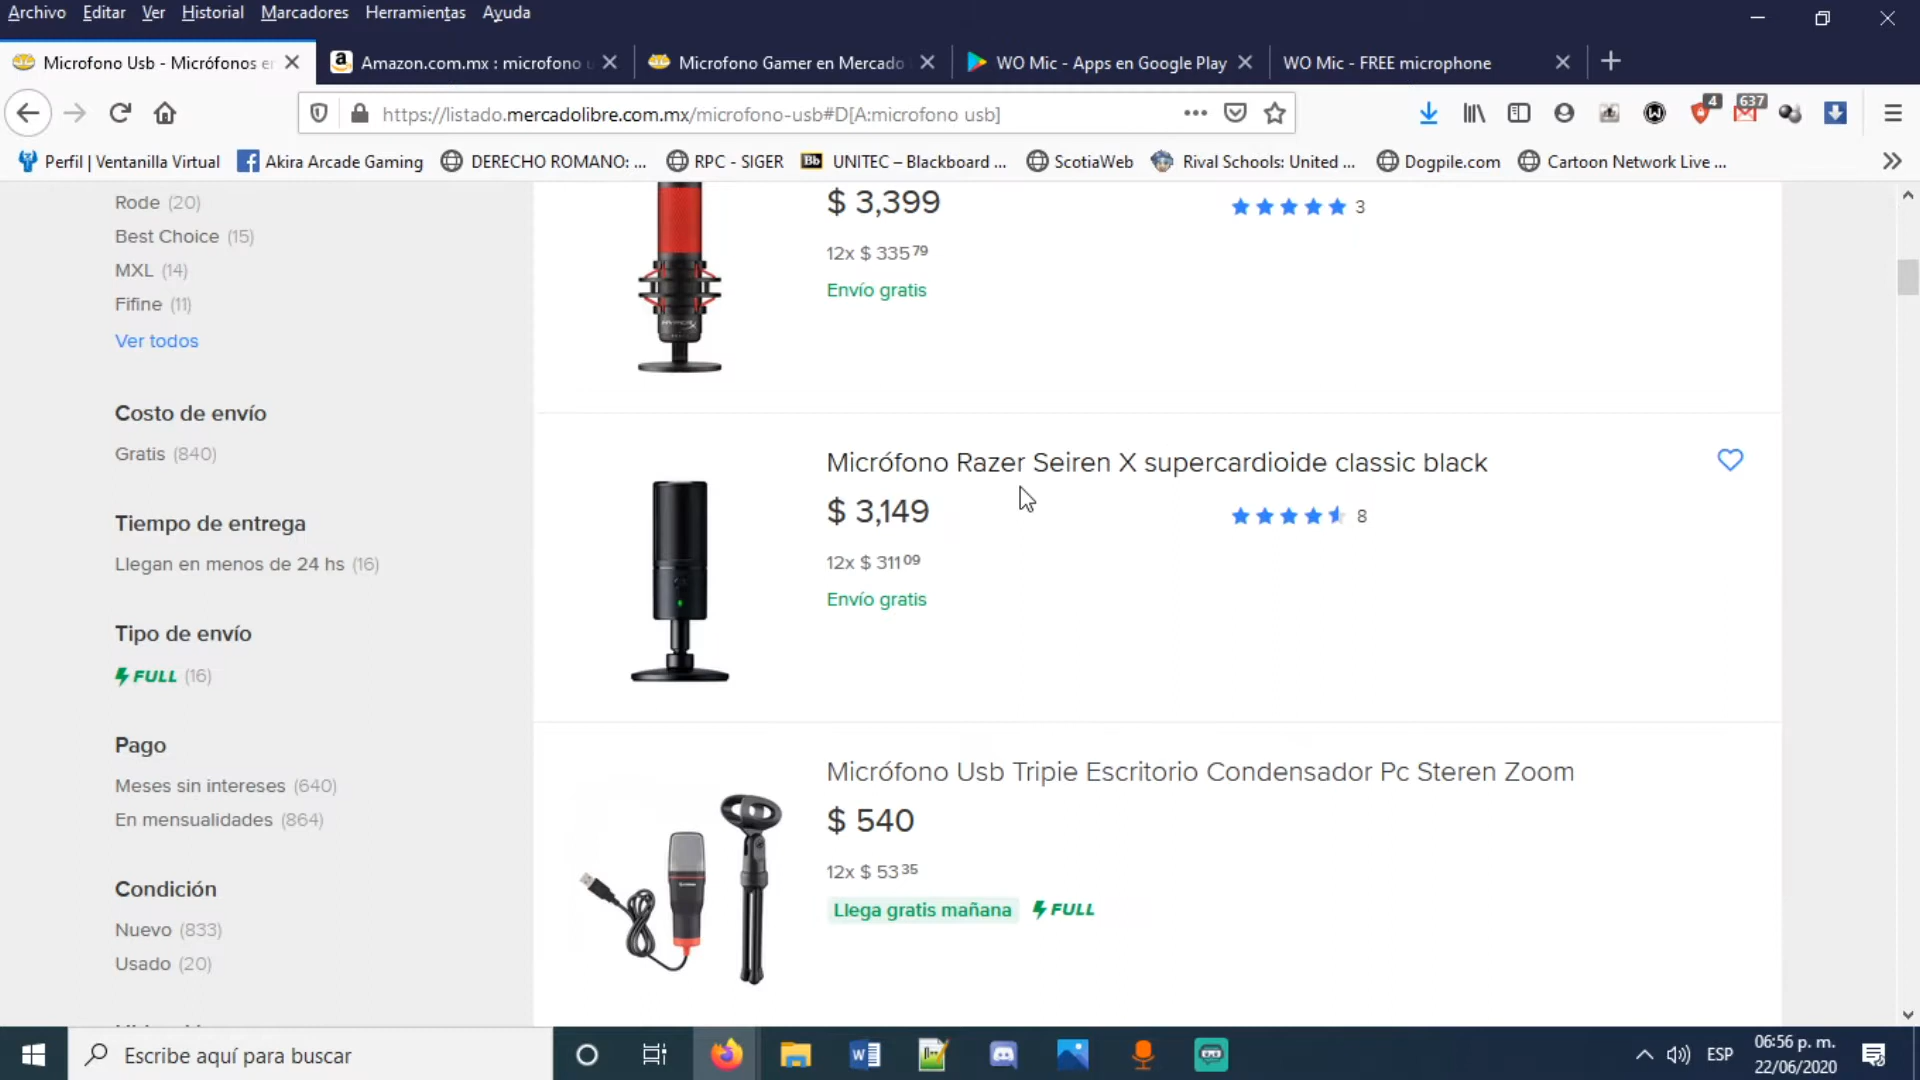 Archivo Editar Ver Historial Marcadores Herramientas Ayuda
Microfono Usb - Micrófonos en
Amazon.com.mx : microfono u
Microfono Gamer en Mercado
WO Mic - Apps en Google Play
WO Mic - FREE microphone
https://listado.mercadolibre.com.mx/microfono-usb#D[A:microfono usb]
4
637
Perfil | Ventanilla Virtual
Akira Arcade Gaming
DERECHO ROMANO: ...
RPC - SIGER
Bb UNITEC – Blackboard ...
ScotiaWeb
Rival Schools: United ...
Dogpile.com
Cartoon Network Live ...
Rode (20)
Best Choice (15)
MXL (14)
Fifine (11)
Ver todos
Costo de envío
Gratis (840)
Tiempo de entrega
Llegan en menos de 24 hs (16)
Tipo de envío
FULL (16)
Pago
Meses sin intereses (640)
En mensualidades (864)
Condición
Nuevo (833)
Usado (20)
$ 3,399
3
12x $ 335 79
Envío gratis
Micrófono Razer Seiren X supercardioide classic black
$ 3,149
8
12x $ 311 09
Envío gratis
Micrófono Usb Tripie Escritorio Condensador Pc Steren Zoom
$ 540
12x $ 53 35
Llega gratis mañana FULL
Escribe aquí para buscar
ESP
06:56 p. m.
22/06/2020